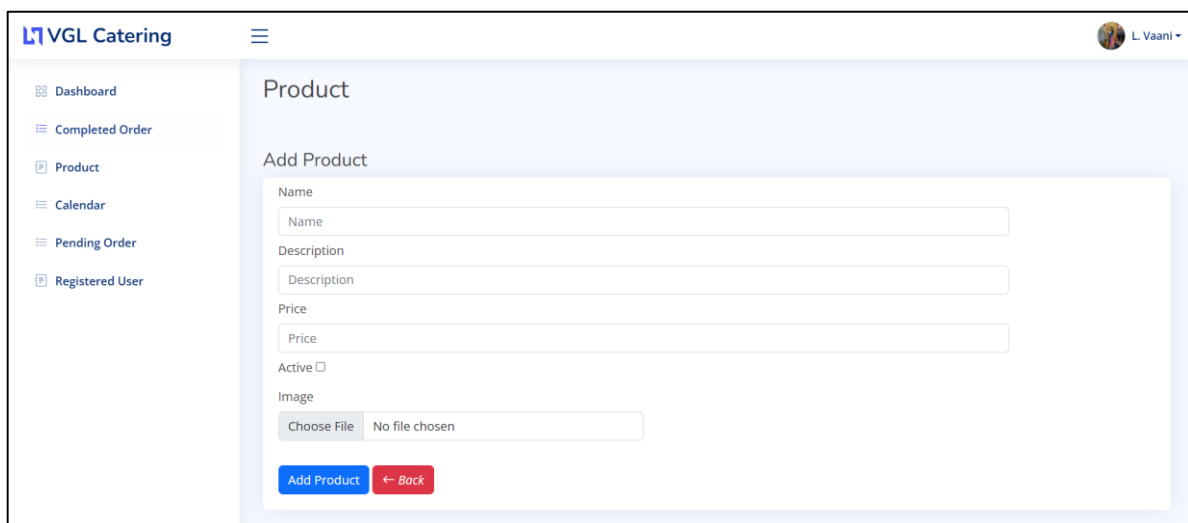 VGL Catering
L. Vaani
Dashboard
Completed Order
Product
Calendar
Pending Order
Registered User
Product
Add Product
Name
Name
Description
Description
Price
Price
Active
Image
Choose File No file chosen
Add Product ← Back